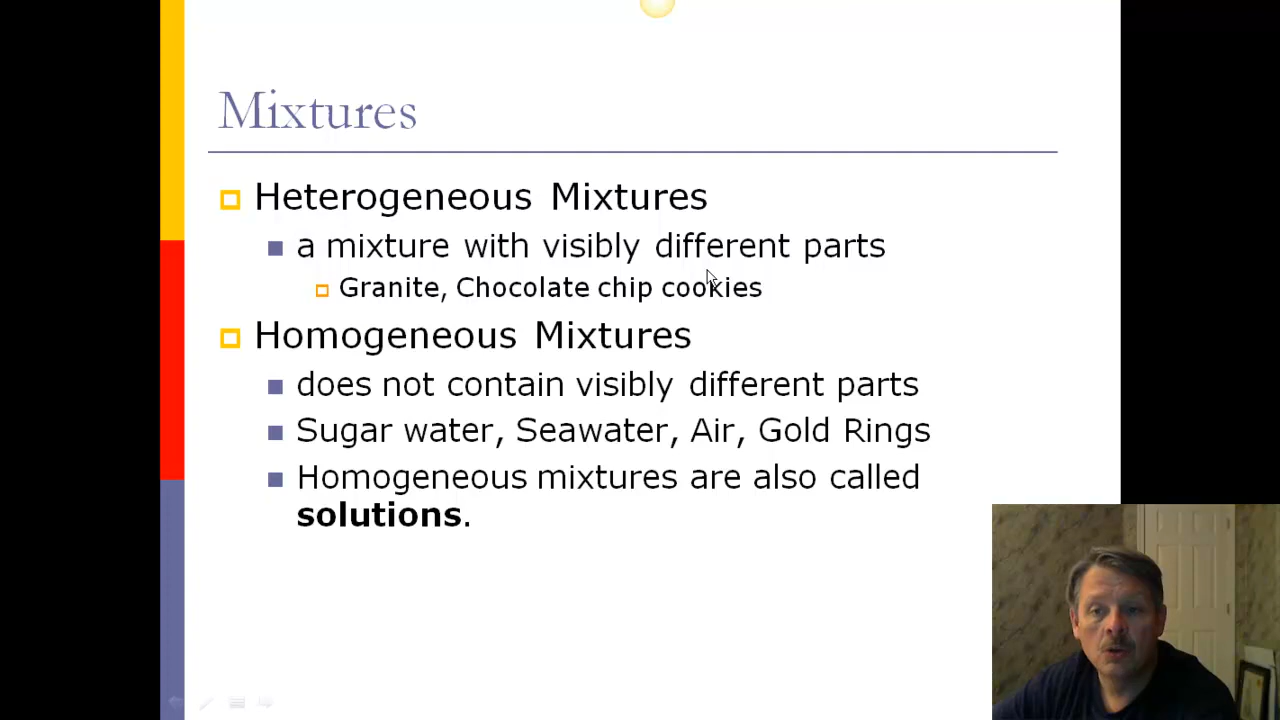 Mixtures
Heterogeneous Mixtures
a mixture with visibly different parts
Granite, Chocolate chip cookies
Homogeneous Mixtures
does not contain visibly different parts
Sugar water, Seawater, Air, Gold Rings
Homogeneous mixtures are also called
solutions.